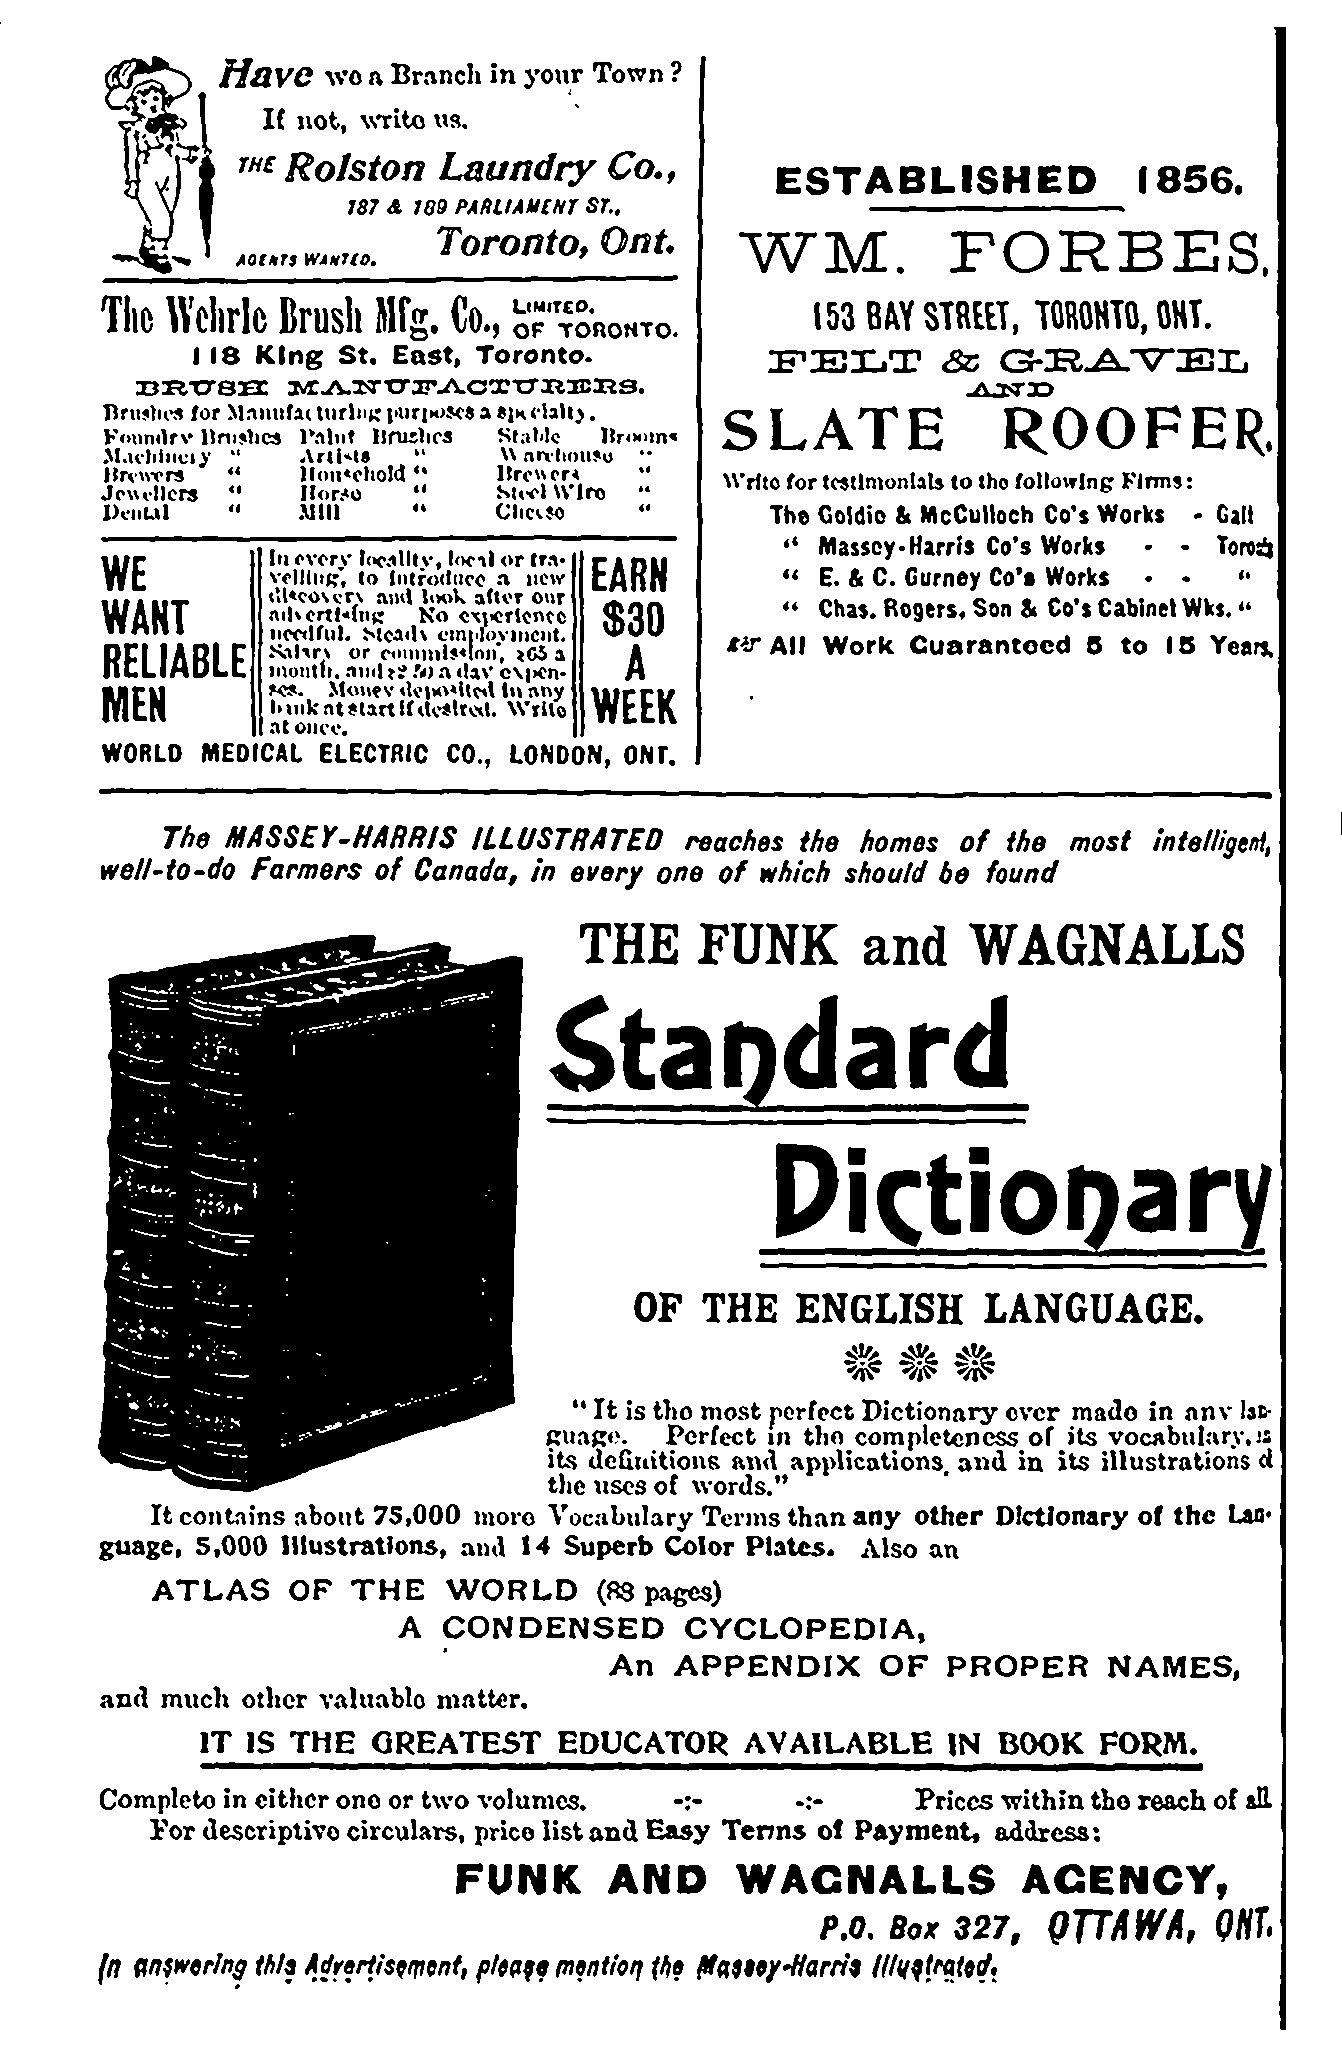 Have we a Branch in your Town?
If not, write us.
THE Rolston Laundry Co.,
187 & 189 PARLIAMENT ST.,
Toronto, Ont.
AGENTS WANTED.
The Wehrle Brush Mfg. Co., LIMITED.
OF TORONTO.
118 King St. East, Toronto.
BRUSH MANUFACTURERS.
Brushes for Manufacturing purposes a specialty.
Foundry Brushes Paint Brushes Stable Brooms
Machinery " Artists " Warehouse "
Brewers " Household " Brewers "
Jewellers " Horse " Steel Wire "
Dental " Mill " Cheese "
WE
WANT
RELIABLE
MEN
In every locality, local or tra-
velling, to introduce a new
discovery and look after our
advertising No experience
needful. Steady employment.
Salary or commission, $65 a
month, and $2 50 a day expen-
ses. Money deposited in any
bank at start if desired. Write
at once.
EARN
$30
A
WEEK
WORLD MEDICAL ELECTRIC CO., LONDON, ONT.
ESTABLISHED 1856.
WM. FORBES,
153 BAY STREET, TORONTO, ONT.
FELT & GRAVEL
AND
SLATE ROOFER.
Write for testimonials to the following Firms:
The Goldie & McCulloch Co's Works - Galt
" Massey-Harris Co's Works - - Toronto
" E. & C. Gurney Co's Works - - "
" Chas. Rogers, Son & Co's Cabinet Wks. "
☞ All Work Guaranteed 5 to 15 Years.
The MASSEY-HARRIS ILLUSTRATED reaches the homes of the most intelligent,
well-to-do Farmers of Canada, in every one of which should be found
THE FUNK and WAGNALLS
Standard
Dictionary
OF THE ENGLISH LANGUAGE.
"It is the most perfect Dictionary ever made in any lan-
guage. Perfect in the completeness of its vocabulary, in
its definitions and applications, and in its illustrations of
the uses of words."
It contains about 75,000 more Vocabulary Terms than any other Dictionary of the Lan-
guage, 5,000 Illustrations, and 14 Superb Color Plates. Also an
ATLAS OF THE WORLD (88 pages)
A CONDENSED CYCLOPEDIA,
An APPENDIX OF PROPER NAMES,
and much other valuable matter.
IT IS THE GREATEST EDUCATOR AVAILABLE IN BOOK FORM.
Complete in either one or two volumes. -:- -:- Prices within the reach of all
For descriptive circulars, price list and Easy Terms of Payment, address:
FUNK AND WAGNALLS AGENCY,
P.O. Box 327, OTTAWA, ONT.
In answering this Advertisement, please mention the Massey-Harris Illustrated.